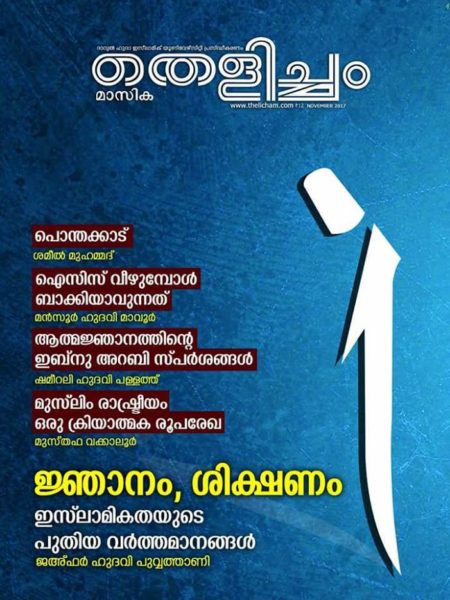 ദാറുൽ ഹുദാ ഇസ്‌ലാമിക് യൂണിവേഴ്സിറ്റി പ്രസിദ്ധീകരണം
തെളിച്ചം
മാസിക
www.thelicham.com ₹12 NOVEMBER 2017
പൊന്തക്കാട്
ശമീൽ മുഹമ്മദ്
ഐസിസ് വീഴുമ്പോൾ
ബാക്കിയാവുന്നത്
മൻസൂർ ഹുദവി മാവൂർ
ആത്മജ്ഞാനത്തിന്റെ
ഇബ്നു അറബി സ്പർശങ്ങൾ
ഷമീറലി ഹുദവി പള്ളത്ത്
മുസ്‌ലിം രാഷ്ട്രീയം
ഒരു ക്രിയാത്മക രൂപരേഖ
മുസ്തഫ വക്കാലൂർ
ജ്ഞാനം, ശിക്ഷണം
ഇസ്‌ലാമികതയുടെ
പുതിയ വർത്തമാനങ്ങൾ
ജഅ്ഫർ ഹുദവി പുവ്വത്താണി